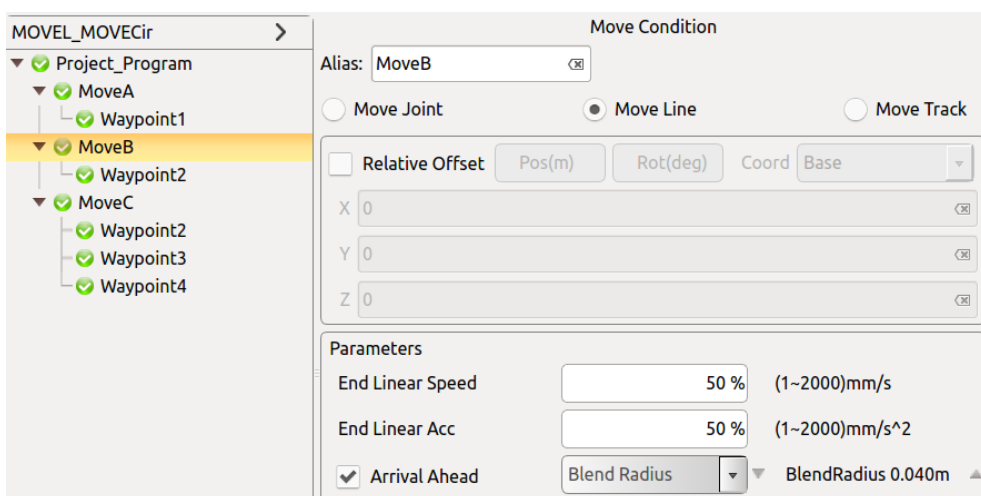 MOVEL_MOVECir
Project_Program
MoveA
Waypoint1
MoveB
Waypoint2
MoveC
Waypoint2
Waypoint3
Waypoint4
Move Condition
Alias: MoveB
Move Joint Move Line Move Track
Relative Offset Pos(m) Rot(deg) Coord Base
X 0
Y 0
Z 0
Parameters
End Linear Speed 50 % (1~2000)mm/s
End Linear Acc 50 % (1~2000)mm/s^2
Arrival Ahead Blend Radius BlendRadius 0.040m